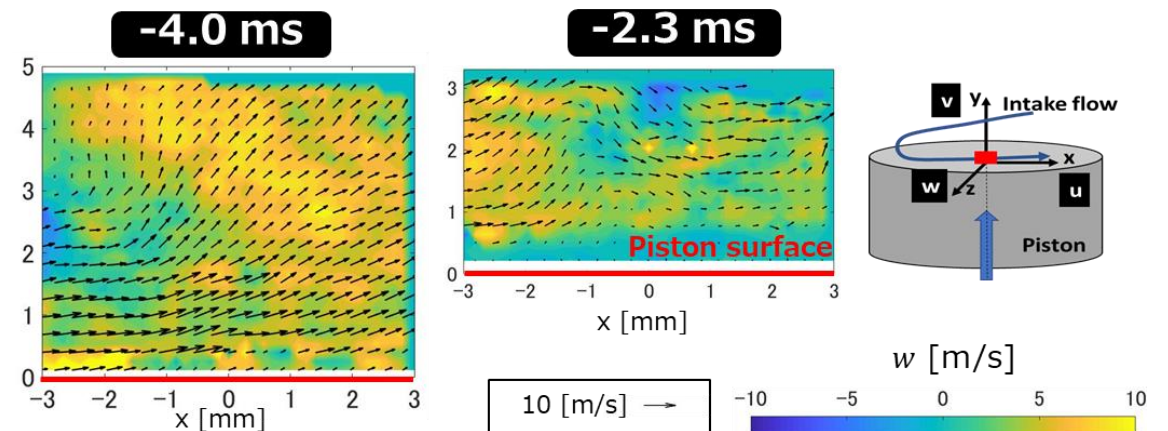 -4.0 ms
5
4
3
2
1
0
−3 −2 −1 0 1 2 3
x [mm]
-2.3 ms
3
2
1
0
Piston surface
−3 −2 −1 0 1 2 3
x [mm]
v y Intake flow
x
w z u
Piston
10 [m/s]
w [m/s]
−10 −5 0 5 10